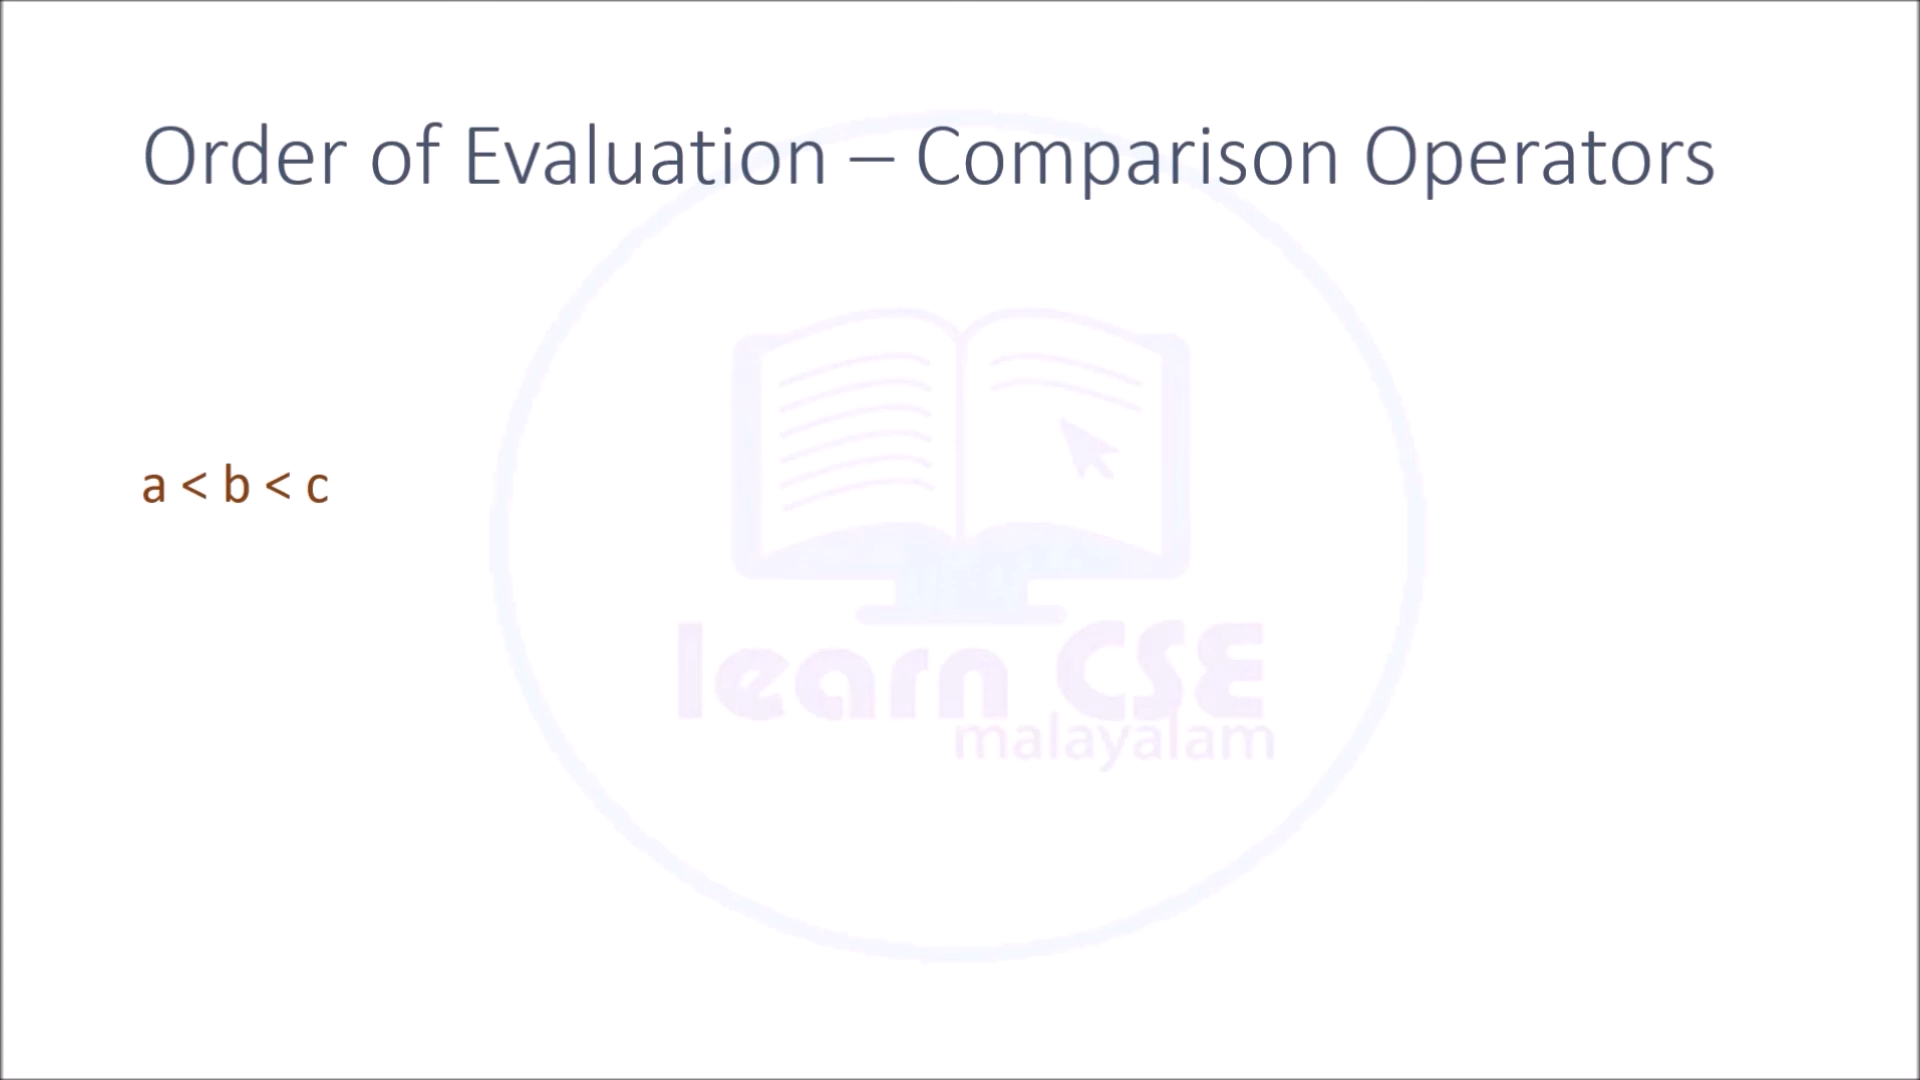 Order of Evaluation – Comparison Operators
a < b < c
learn CSE
malayalam